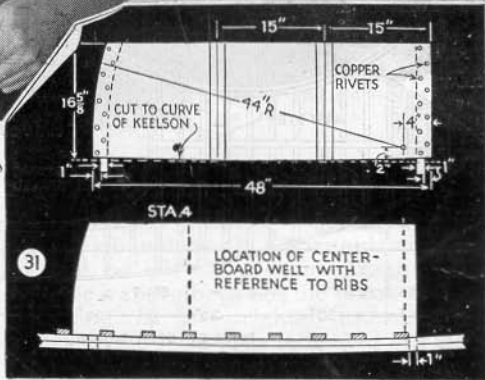 15" 15"
COPPER
RIVETS
16 5/8"
44"R
CUT TO CURVE
OF KEELSON
4"
2"
1" 1"
48"
STA.4
31
LOCATION OF CENTER-
BOARD WELL WITH
REFERENCE TO RIBS
1"